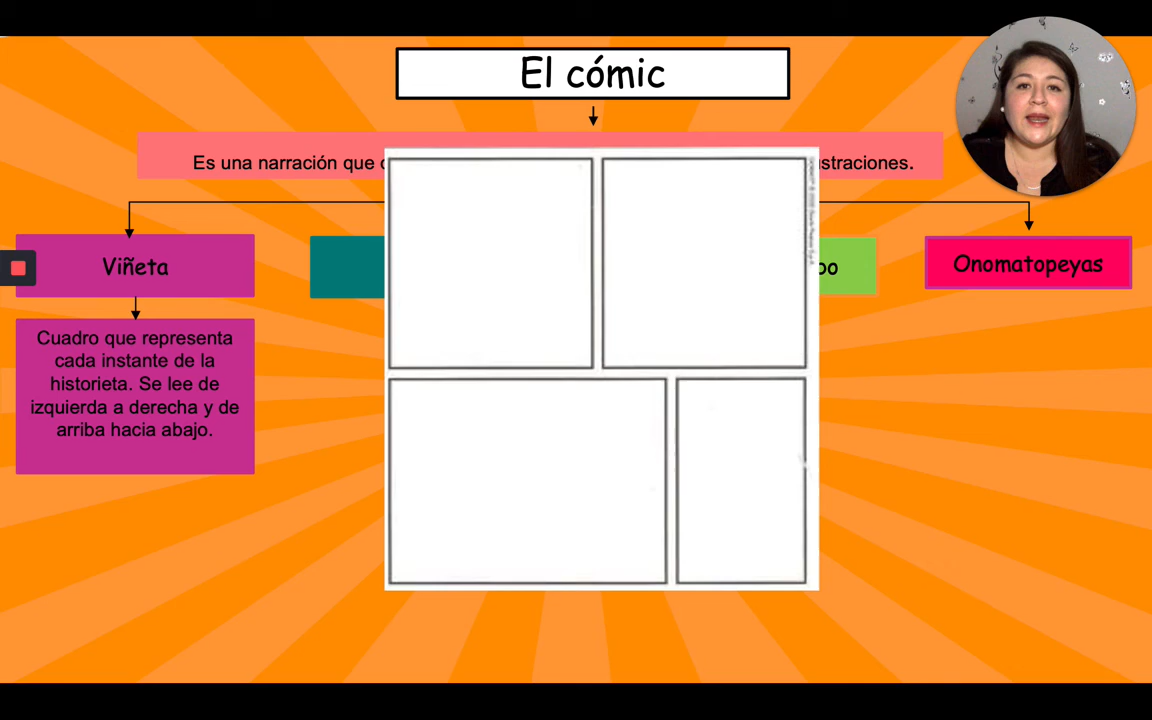 El cómic
Es una narración que
straciones.
Viñeta
Onomatopeyas
Cuadro que representa
cada instante de la
historieta. Se lee de
izquierda a derecha y de
arriba hacia abajo.